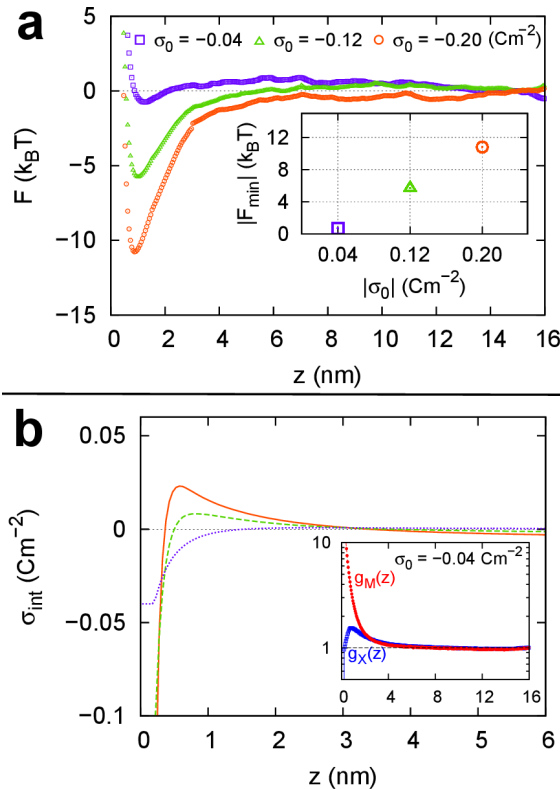 a
□ σ0 = −0.04 △ σ0 = −0.12 ○ σ0 = −0.20 (Cm−2)
F (kBT)
0
−5
−10
−15
0 2 4 6 8 10 12 14 16
z (nm)
|Fmin| (kBT)
12
8
4
0
0.04 0.12 0.20
|σ0| (Cm−2)
b
σint (Cm−2)
0.05
0
−0.05
−0.1
0 1 2 3 4 5 6
z (nm)
10
1
σ0 = −0.04 Cm−2
gM(z)
gX(z)
0 4 8 12 16